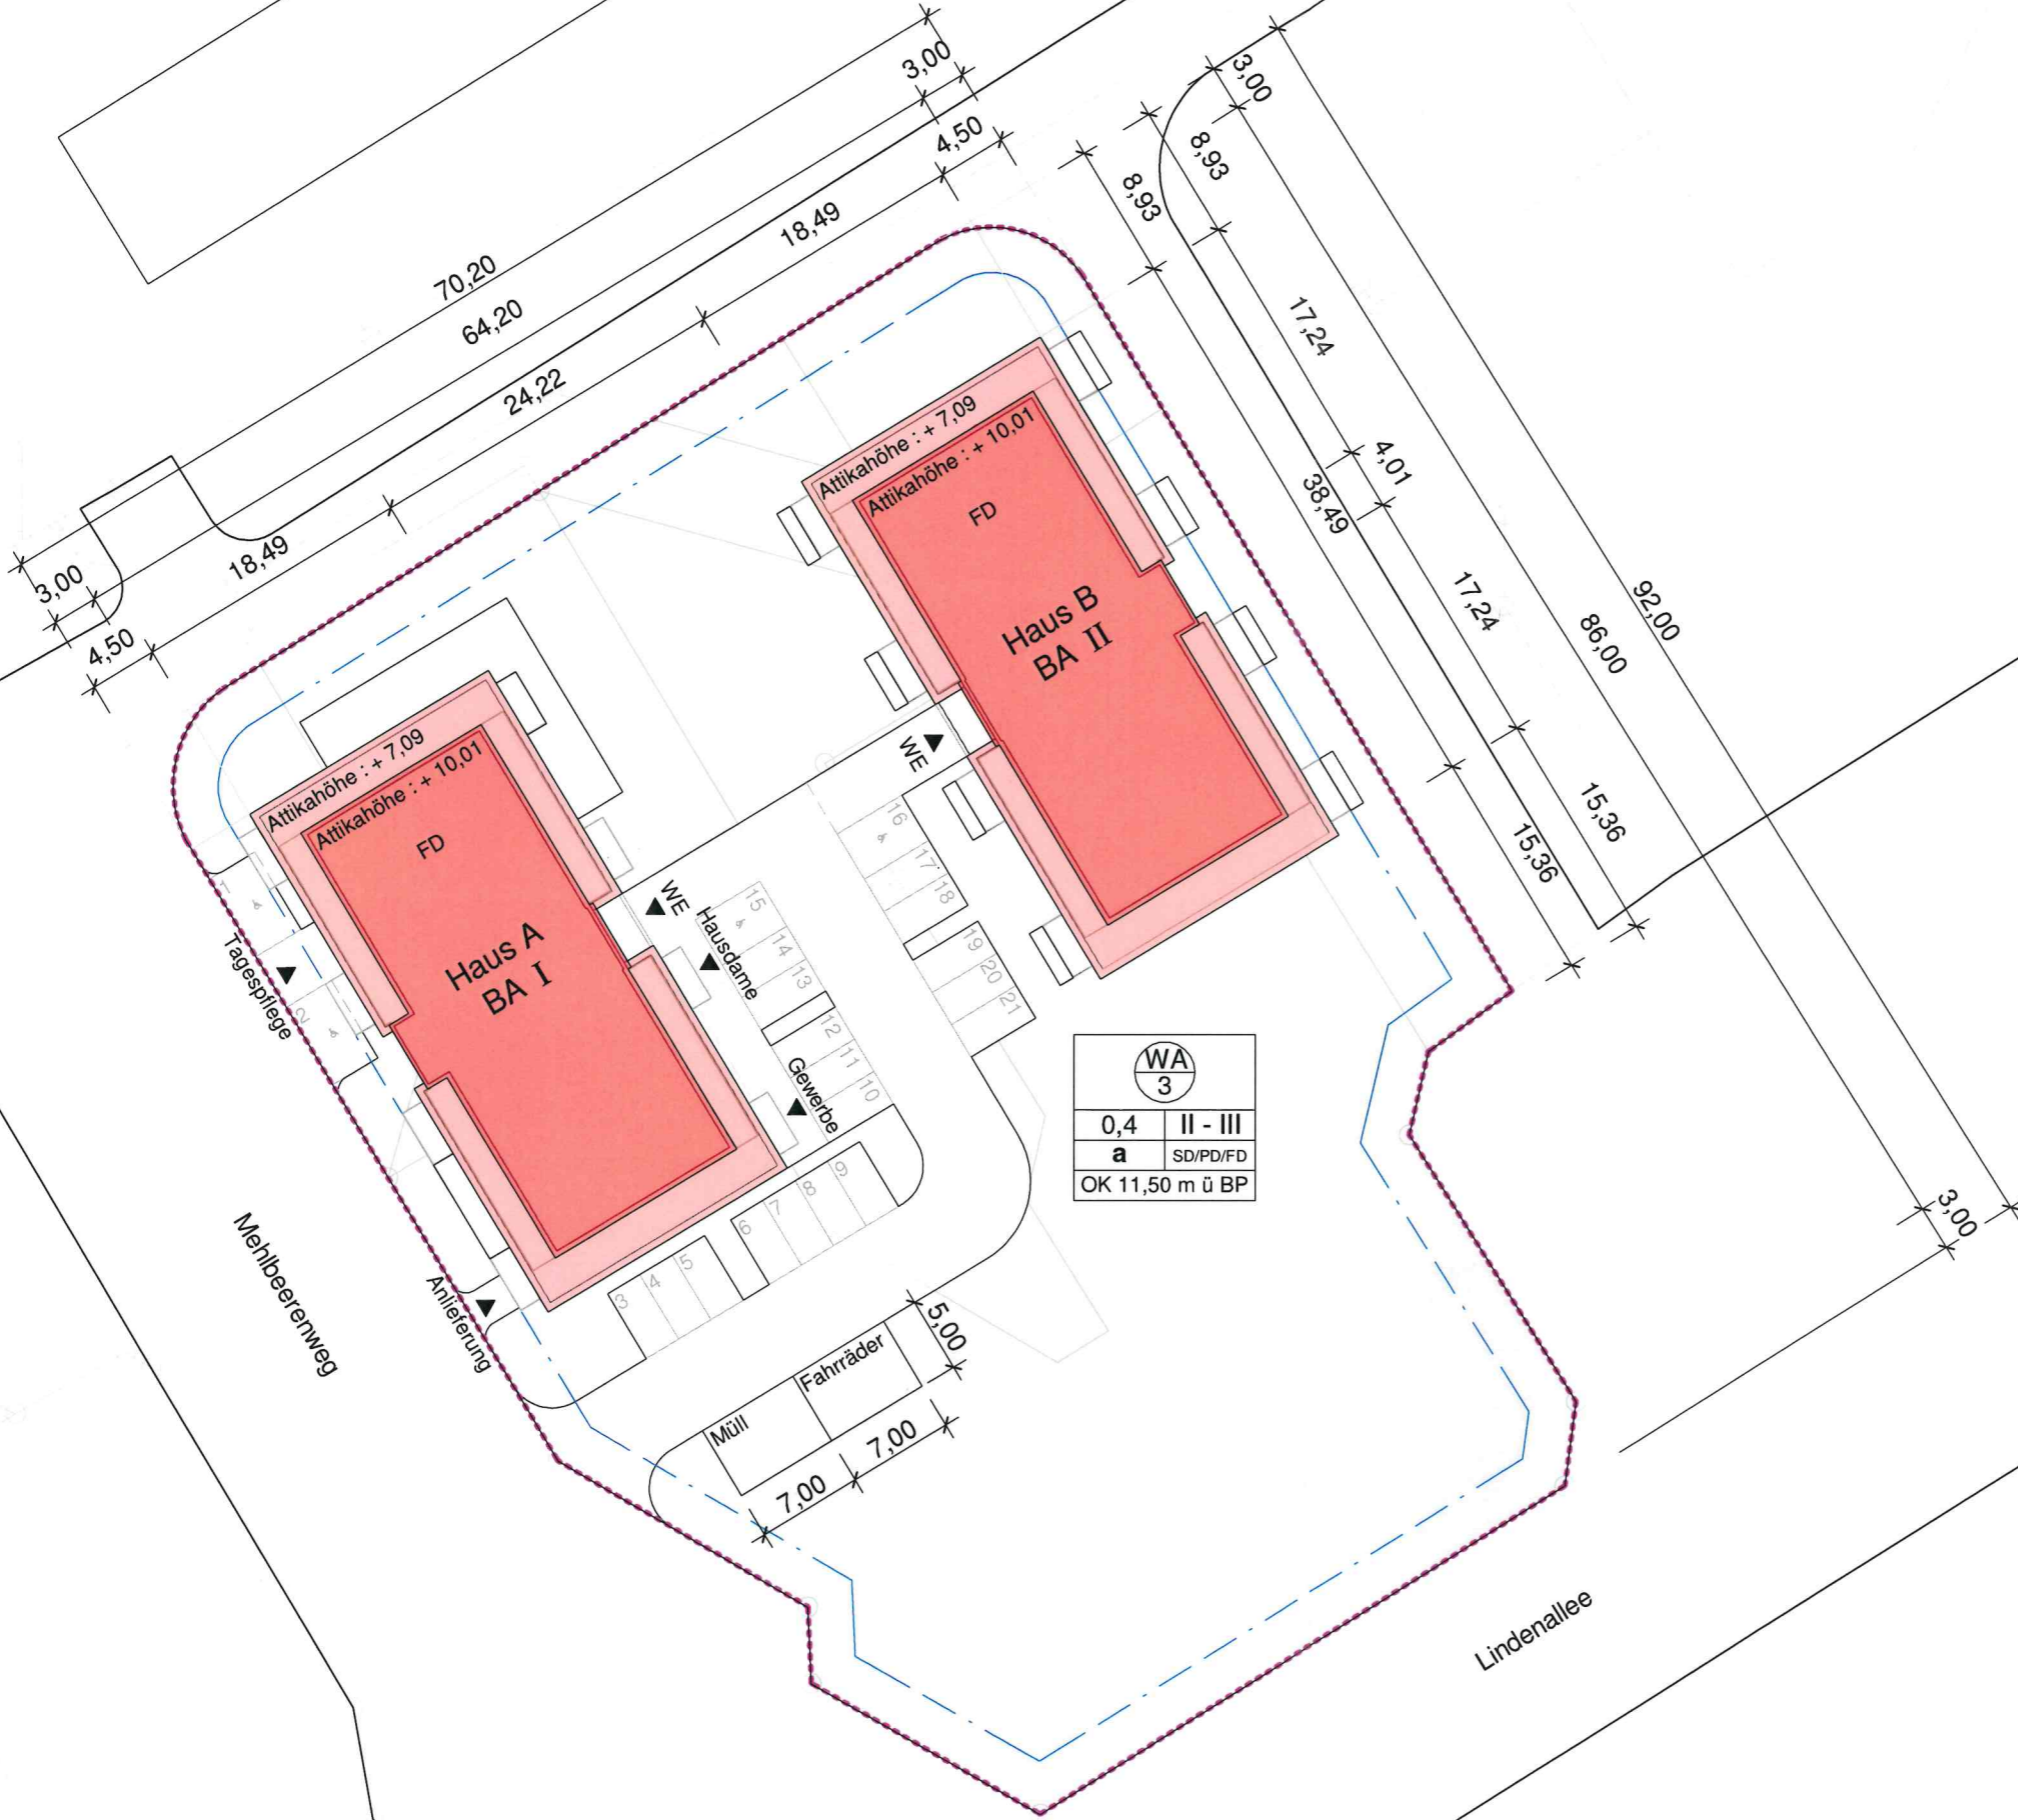 3,00
4,50
18,49
70,20
64,20
24,22
18,49
3,00
4,50
3,00
8,93
8,93
17,24
4,01
38,49
17,24
15,36
15,36
86,00
92,00
3,00
Attikahöhe : + 7,09
Attikahöhe : + 10,01
FD
Haus B
BA II
WE
Attikahöhe : + 7,09
Attikahöhe : + 10,01
FD
Haus A
BA I
WE
Hausdame
Gewerbe
Tagespflege
Anlieferung
1
2
3
4
5
6
7
8
9
10
11
12
13
14
15
16
17
18
19
20
21
WA
3
0,4 II - III
a SD/PD/FD
OK 11,50 m ü BP
Müll
Fahrräder
5,00
7,00
7,00
Mehlbeerenweg
Lindenallee